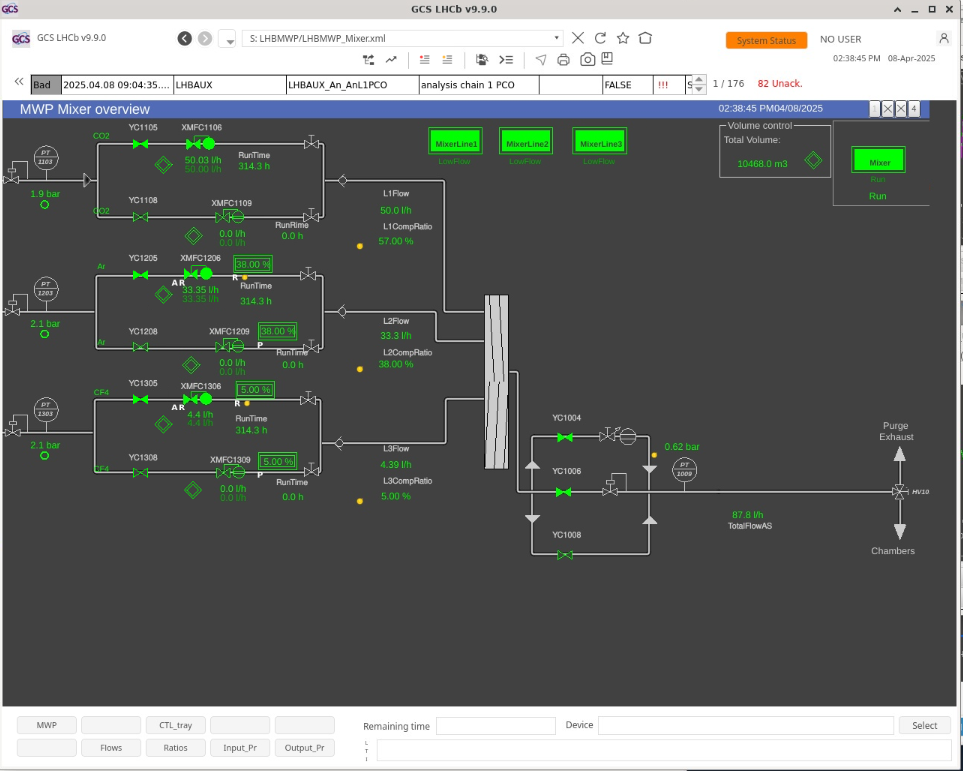 GCS GCS LHCb v9.9.0
GCS GCS LHCb v9.9.0 S: LHBMWP/LHBMWP_Mixer.xml System Status NO USER
02:38:45 PM 08-Apr-2025
Bad 2025.04.08 09:04:35.... LHBAUX LHBAUX_An_AnL1PCO analysis chain 1 PCO FALSE !!! S 1 / 176 82 Unack.
MWP Mixer overview 02:38:45 PM04/08/2025 1 4
CO2 YC1105 XMFC1106
PT 1103
50.03 l/h
50.00 l/h
RunTime
314.3 h
1.9 bar
CO2 YC1108 XMFC1109
RunRime
0.0 h
0.0 l/h
0.0 l/h
MixerLine1 MixerLine2 MixerLine3
LowFlow LowFlow LowFlow
Volume control
Total Volume:
10468.0 m3
Mixer
Run
Run
L1Flow
50.0 l/h
L1CompRatio
57.00 %
Ar YC1205 XMFC1206 38.00 %
R
AR
PT 1203
33.35 l/h
33.35 l/h
RunTime
314.3 h
2.1 bar
Ar YC1208 XMFC1209 38.00 %
P
RunTime
0.0 l/h
0.0 l/h
0.0 h
L2Flow
33.3 l/h
L2CompRatio
38.00 %
CF4 YC1305 XMFC1306 5.00 %
R
AR
PT 1303
4.4 l/h
4.4 l/h
RunTime
314.3 h
2.1 bar
CF4 YC1308 XMFC1309 5.00 %
P
RunTime
0.0 l/h
0.0 l/h
0.0 h
L3Flow
4.39 l/h
L3CompRatio
5.00 %
YC1004
0.62 bar
PT 1009
YC1006
YC1008
87.8 l/h
TotalFlowAS
Purge
Exhaust
HV10
Chambers
MWP CTL_tray Remaining time Device Select
Flows Ratios Input_Pr Output_Pr
L
T
I